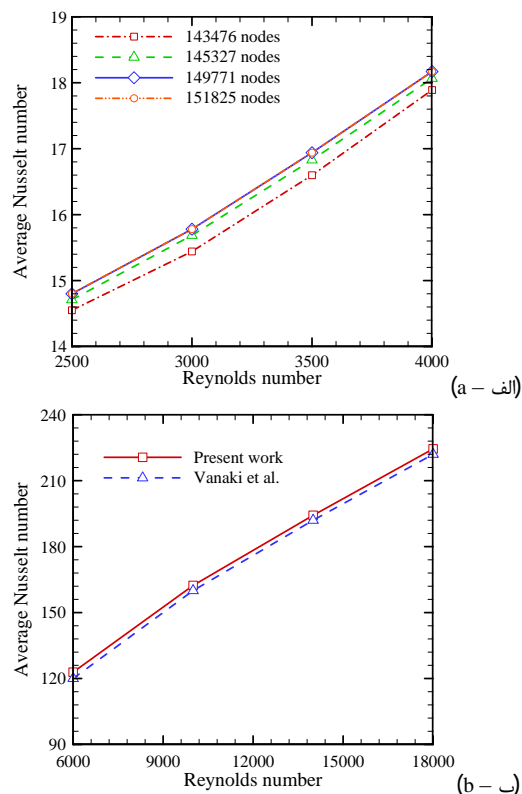 19
18
17
16
15
14
Average Nusselt number
143476 nodes
145327 nodes
149771 nodes
151825 nodes
2500 3000 3500 4000
Reynolds number
(a – الف)
240
210
180
150
120
90
Average Nusselt number
Present work
Vanaki et al.
6000 9000 12000 15000 18000
Reynolds number
(b – ب)